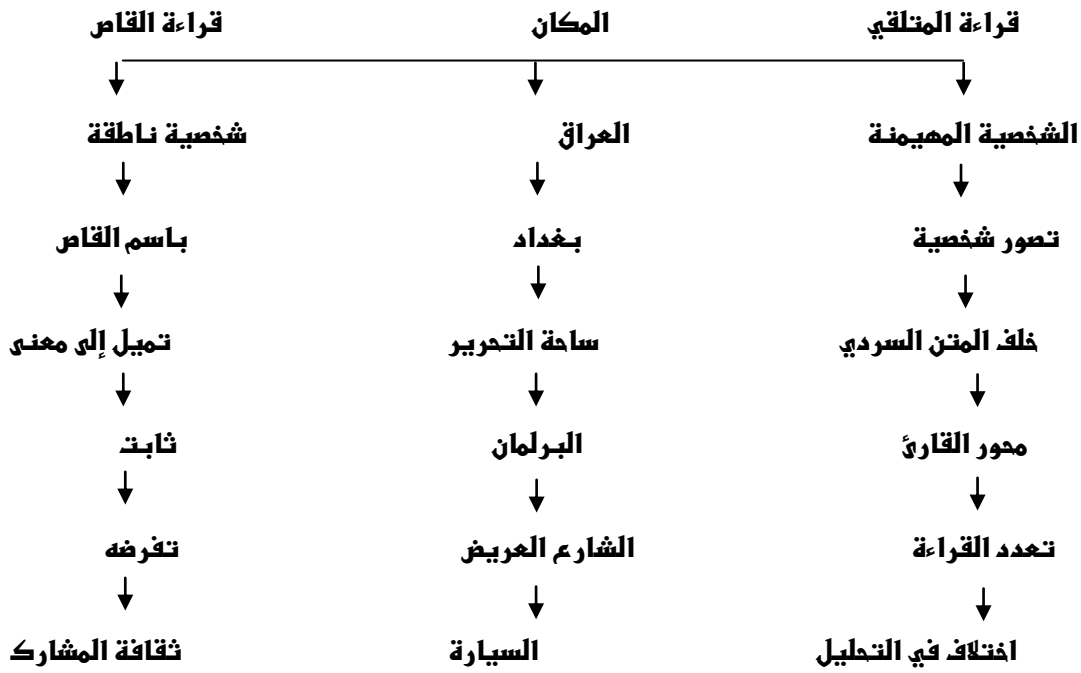 قراءة المتلقي المكان قراءة القاص
الشخصية المهيمنة العراق شخصية ناطقة
تصور شخصية بغداد باسم القاص
خلف المتن السردي ساحة التحرير تميل إلى معنى
محور القارئ البرلمان ثابت
تعدد القراءة الشارع العريض تفرضه
اختلاف في التحليل السيارة ثقافة المشارك